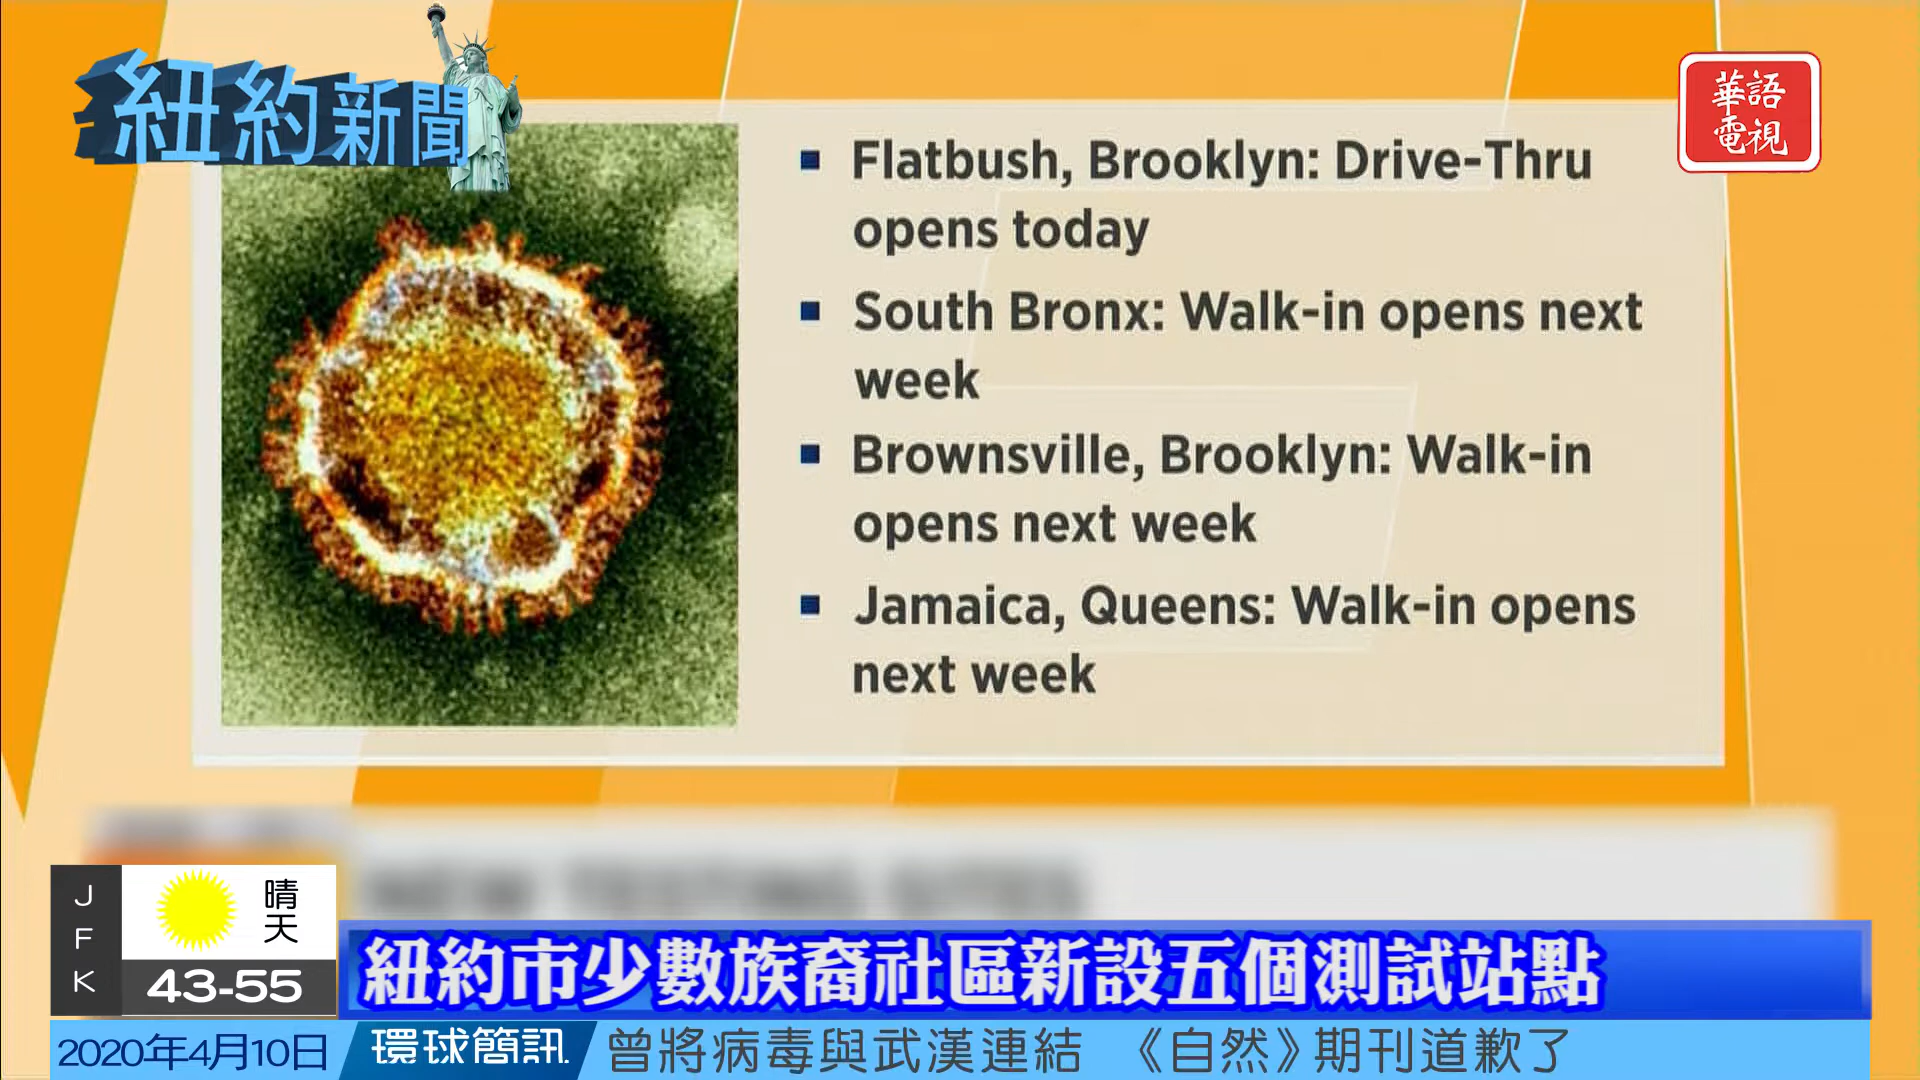 紐約新聞
華語
電視
Flatbush, Brooklyn: Drive-Thru
opens today
South Bronx: Walk-in opens next
week
Brownsville, Brooklyn: Walk-in
opens next week
Jamaica, Queens: Walk-in opens
next week
NEW TESTING SITES
JFK
晴天
43-55
紐約市少數族裔社區新設五個測試站點
2020年4月10日
環球簡訊
曾將病毒與武漢連結 《自然》期刊道歉了